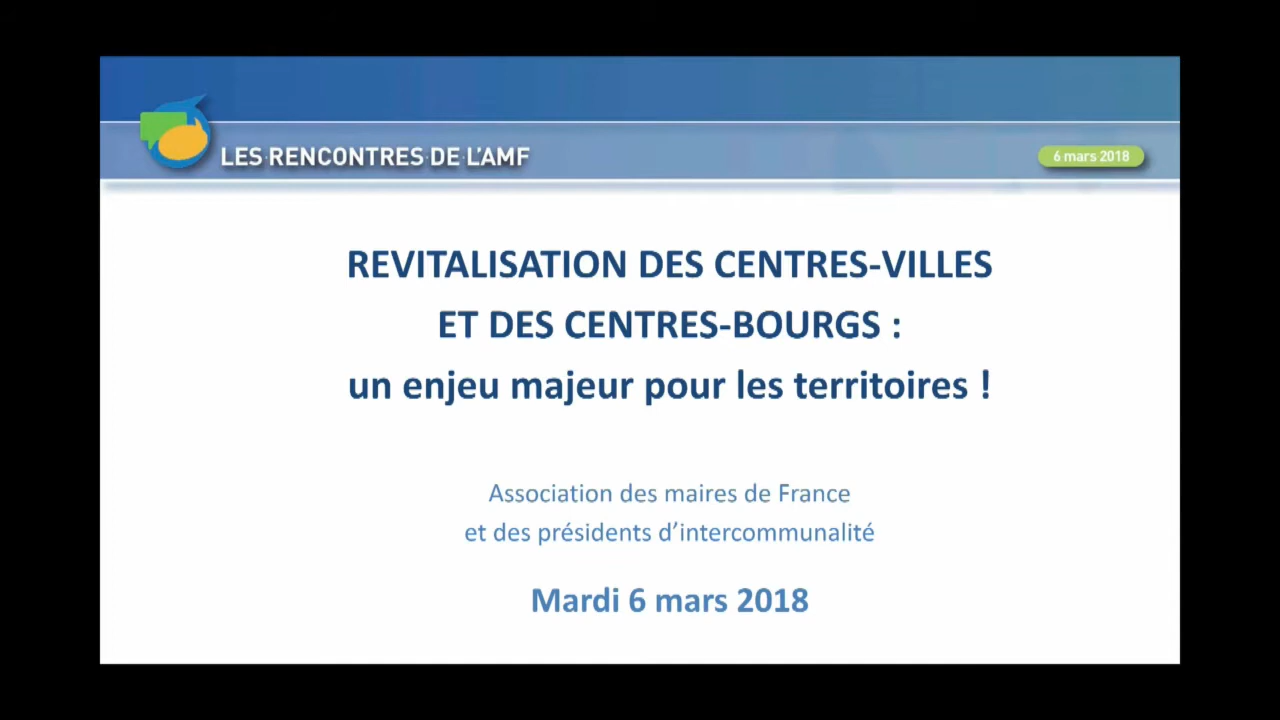 LES RENCONTRES DE L'AMF
6 mars 2018
REVITALISATION DES CENTRES-VILLES
ET DES CENTRES-BOURGS :
un enjeu majeur pour les territoires !
Association des maires de France
et des présidents d’intercommunalité
Mardi 6 mars 2018